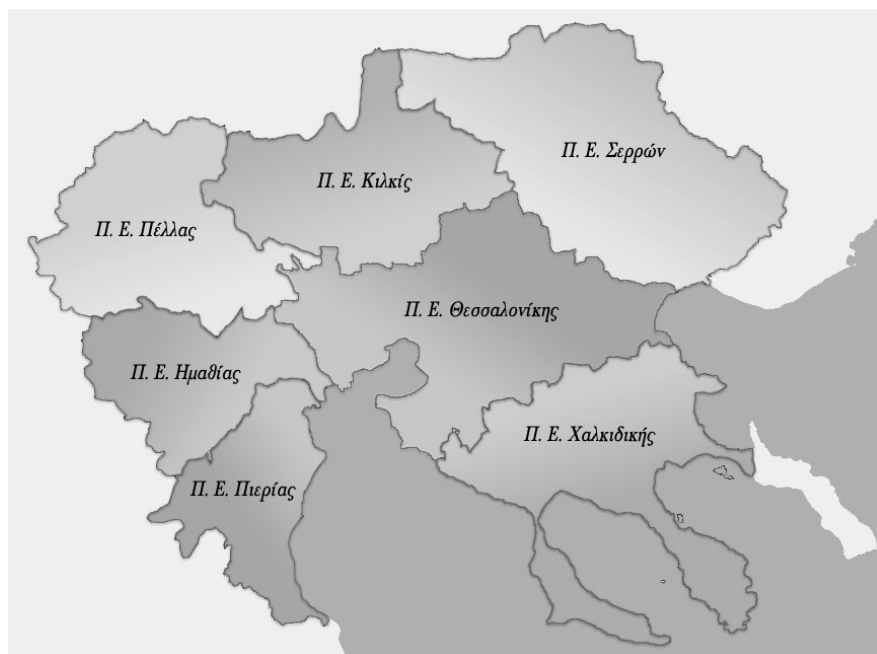 Π. Ε. Σερρών
Π. Ε. Κιλκίς
Π. Ε. Πέλλας
Π. Ε. Θεσσαλονίκης
Π. Ε. Ημαθίας
Π. Ε. Χαλκιδικής
Π. Ε. Πιερίας